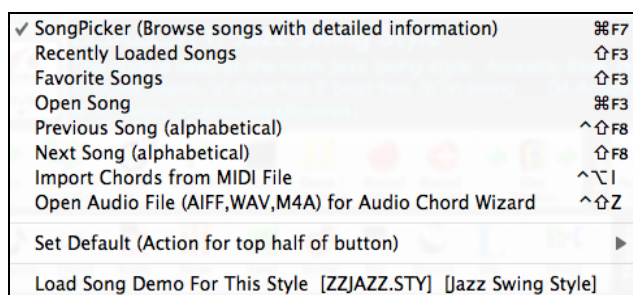 ✓ SongPicker (Browse songs with detailed information) ⌘F7
Recently Loaded Songs ⇧F3
Favorite Songs ⇧F3
Open Song ⌘F3
Previous Song (alphabetical) ^⇧F8
Next Song (alphabetical) ⇧F8
Import Chords from MIDI File ^⌥I
Open Audio File (AIFF,WAV,M4A) for Audio Chord Wizard ^⇧Z
Set Default (Action for top half of button) ▶
Load Song Demo For This Style [ZZJAZZ.STY] [Jazz Swing Style]